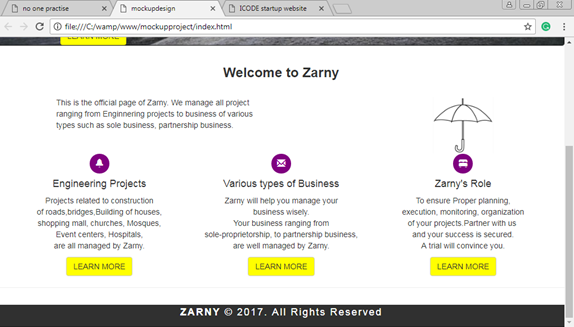 no one practise
mockupdesign
ICODE startup website
file:///C:/wamp/www/mockupproject/index.html
LEARN MORE
Welcome to Zarny
This is the official page of Zarny. We manage all project
ranging from Enginnering projects to business of various
types such as sole business, partnership business.
Engineering Projects
Projects related to construction
of roads,bridges,Building of houses,
shopping mall, churches, Mosques,
Event centers, Hospitals,
are all managed by Zarny.
LEARN MORE
Various types of Business
Zarny will help you manage your
business wisely.
Your business ranging from
sole-proprietorship, to partnership business,
are well managed by Zarny.
LEARN MORE
Zarny's Role
To ensure Proper planning,
execution, monitoring, organization
of your projects.Partner with us
and your success is secured.
A trial will convince you.
LEARN MORE
ZARNY © 2017. All Rights Reserved